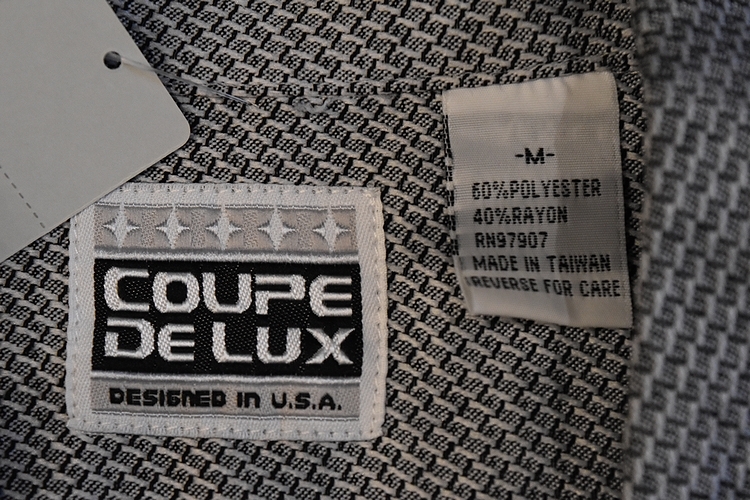 COUPE
DE LUX
DESIGNED IN U.S.A.
-M-
60%POLYESTER
40%RAYON
RN97907
MADE IN TAIWAN
REVERSE FOR CARE